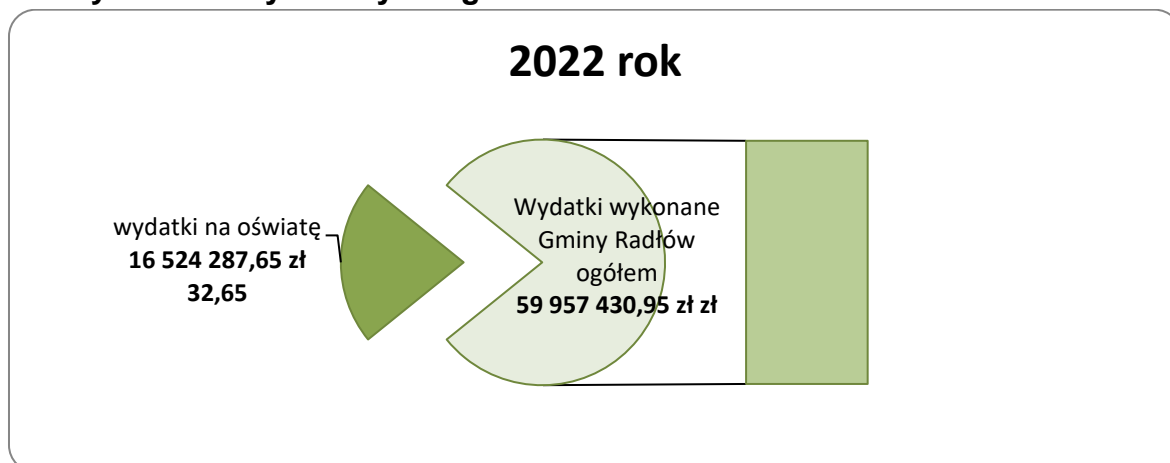 2022 rok
wydatki na oświatę
16 524 287,65 zł
32,65
Wydatki wykonane
Gminy Radłów
ogółem
59 957 430,95 zł zł